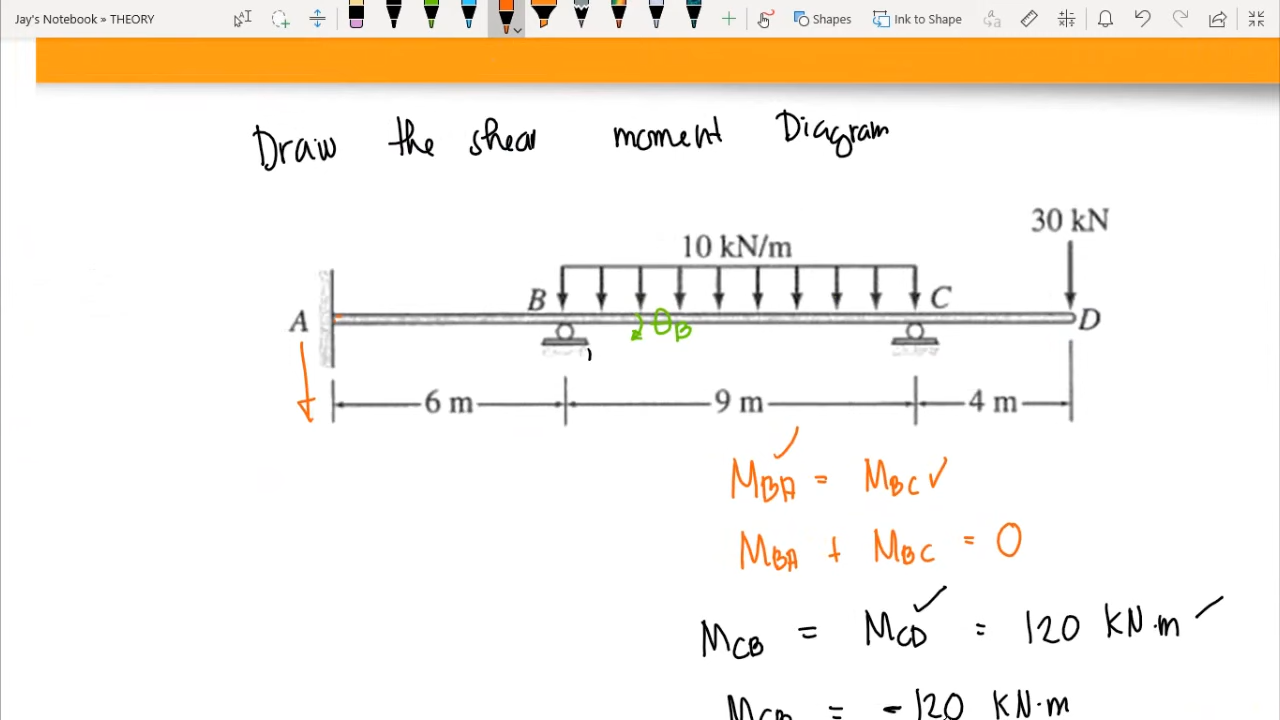 Jay's Notebook » THEORY
Shapes
Ink to Shape
Draw the shear moment Diagram
30 kN
10 kN/m
B
C
A
θB
D
6 m
9 m
4 m
MBA = MBC
MBA + MBC = 0
MCB = MCD = 120 KN.m
MCB = -120 KN.m